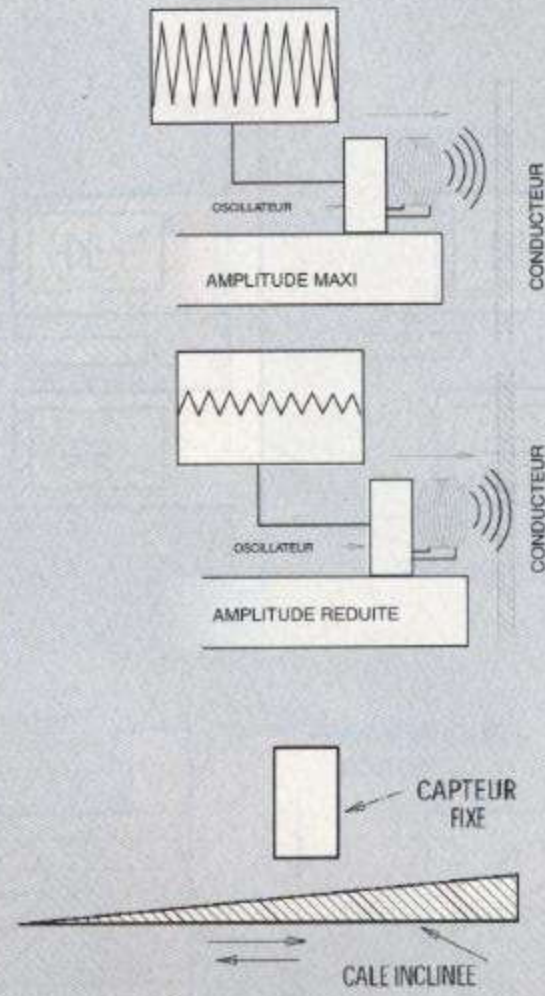 OSCILLATEUR
CONDUCTEUR
AMPLITUDE MAXI
OSCILLATEUR
CONDUCTEUR
AMPLITUDE REDUITE
CAPTEUR
FIXE
CALE INCLINEE